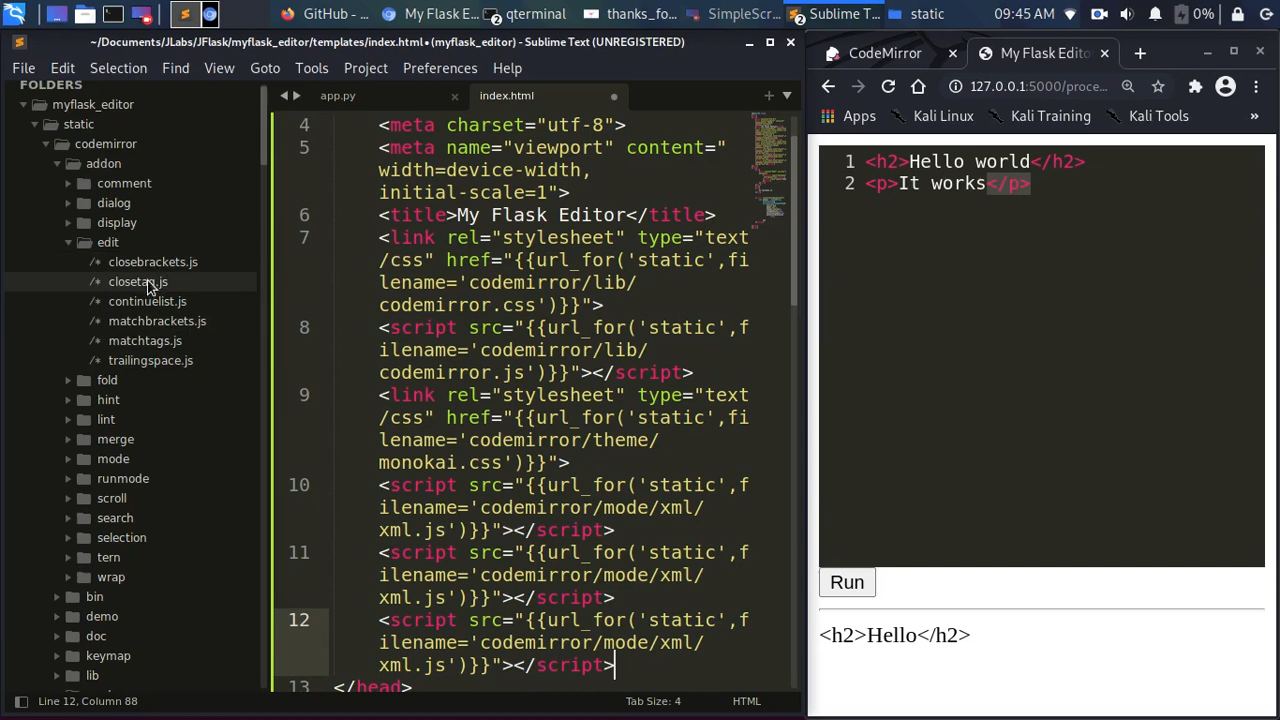 GitHub - ...
My Flask E...
qterminal
thanks_fo...
SimpleScr...
Sublime T...
static
09:45 AM
0%
~/Documents/JLabs/JFlask/myflask_editor/templates/index.html • (myflask_editor) - Sublime Text (UNREGISTERED)
File Edit Selection Find View Goto Tools Project Preferences Help
FOLDERS
myflask_editor
static
codemirror
addon
comment
dialog
display
edit
closebrackets.js
closetag.js
continuelist.js
matchbrackets.js
matchtags.js
trailingspace.js
fold
hint
lint
merge
mode
runmode
scroll
search
selection
tern
wrap
bin
demo
doc
keymap
lib
app.py
index.html
4 <meta charset="utf-8">
5 <meta name="viewport" content="
width=device-width,
initial-scale=1">
6 <title>My Flask Editor</title>
7 <link rel="stylesheet" type="text
/css" href="{{url_for('static',f
ilename='codemirror/lib/
codemirror.css')}}">
8 <script src="{{url_for('static',f
ilename='codemirror/lib/
codemirror.js')}}"></script>
9 <link rel="stylesheet" type="text
/css" href="{{url_for('static',f
ilename='codemirror/theme/
monokai.css')}}">
10 <script src="{{url_for('static',f
ilename='codemirror/mode/xml/
xml.js')}}"></script>
11 <script src="{{url_for('static',f
ilename='codemirror/mode/xml/
xml.js')}}"></script>
12 <script src="{{url_for('static',f
ilename='codemirror/mode/xml/
xml.js')}}"></script>
13 </head>
Line 12, Column 88
Tab Size: 4
HTML
CodeMirror
My Flask Edito
127.0.0.1:5000/proce...
Apps
Kali Linux
Kali Training
Kali Tools
»
1 <h2>Hello world</h2>
2 <p>It works</p>
Run
<h2>Hello</h2>